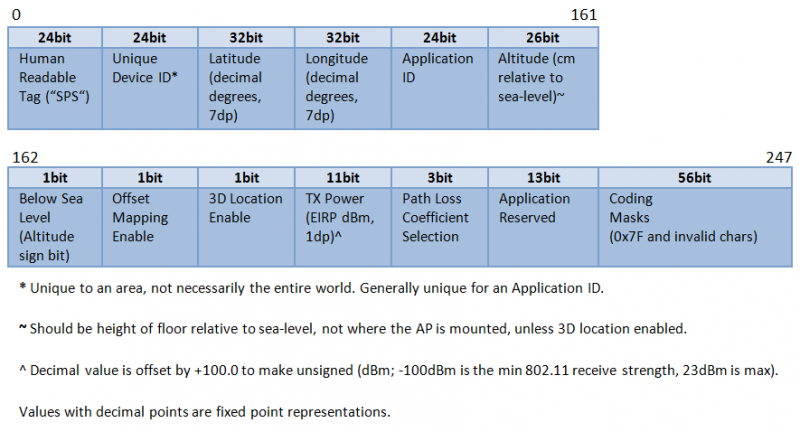 0 161
24bit 24bit 32bit 32bit 24bit 26bit
Human Unique Latitude Longitude Application Altitude (cm
Readable Device ID* (decimal (decimal ID relative to
Tag (“SPS“) degrees, degrees, sea-level)~
7dp) 7dp)
162 247
1bit 1bit 1bit 11bit 3bit 13bit 56bit
Below Sea Offset 3D Location TX Power Path Loss Application Coding
Level Mapping Enable (EIRP dBm, Coefficient Reserved Masks
(Altitude Enable 1dp)^ Selection (0x7F and invalid chars)
sign bit)
* Unique to an area, not necessarily the entire world. Generally unique for an Application ID.
~ Should be height of floor relative to sea-level, not where the AP is mounted, unless 3D location enabled.
^ Decimal value is offset by +100.0 to make unsigned (dBm; -100dBm is the min 802.11 receive strength, 23dBm is max).
Values with decimal points are fixed point representations.